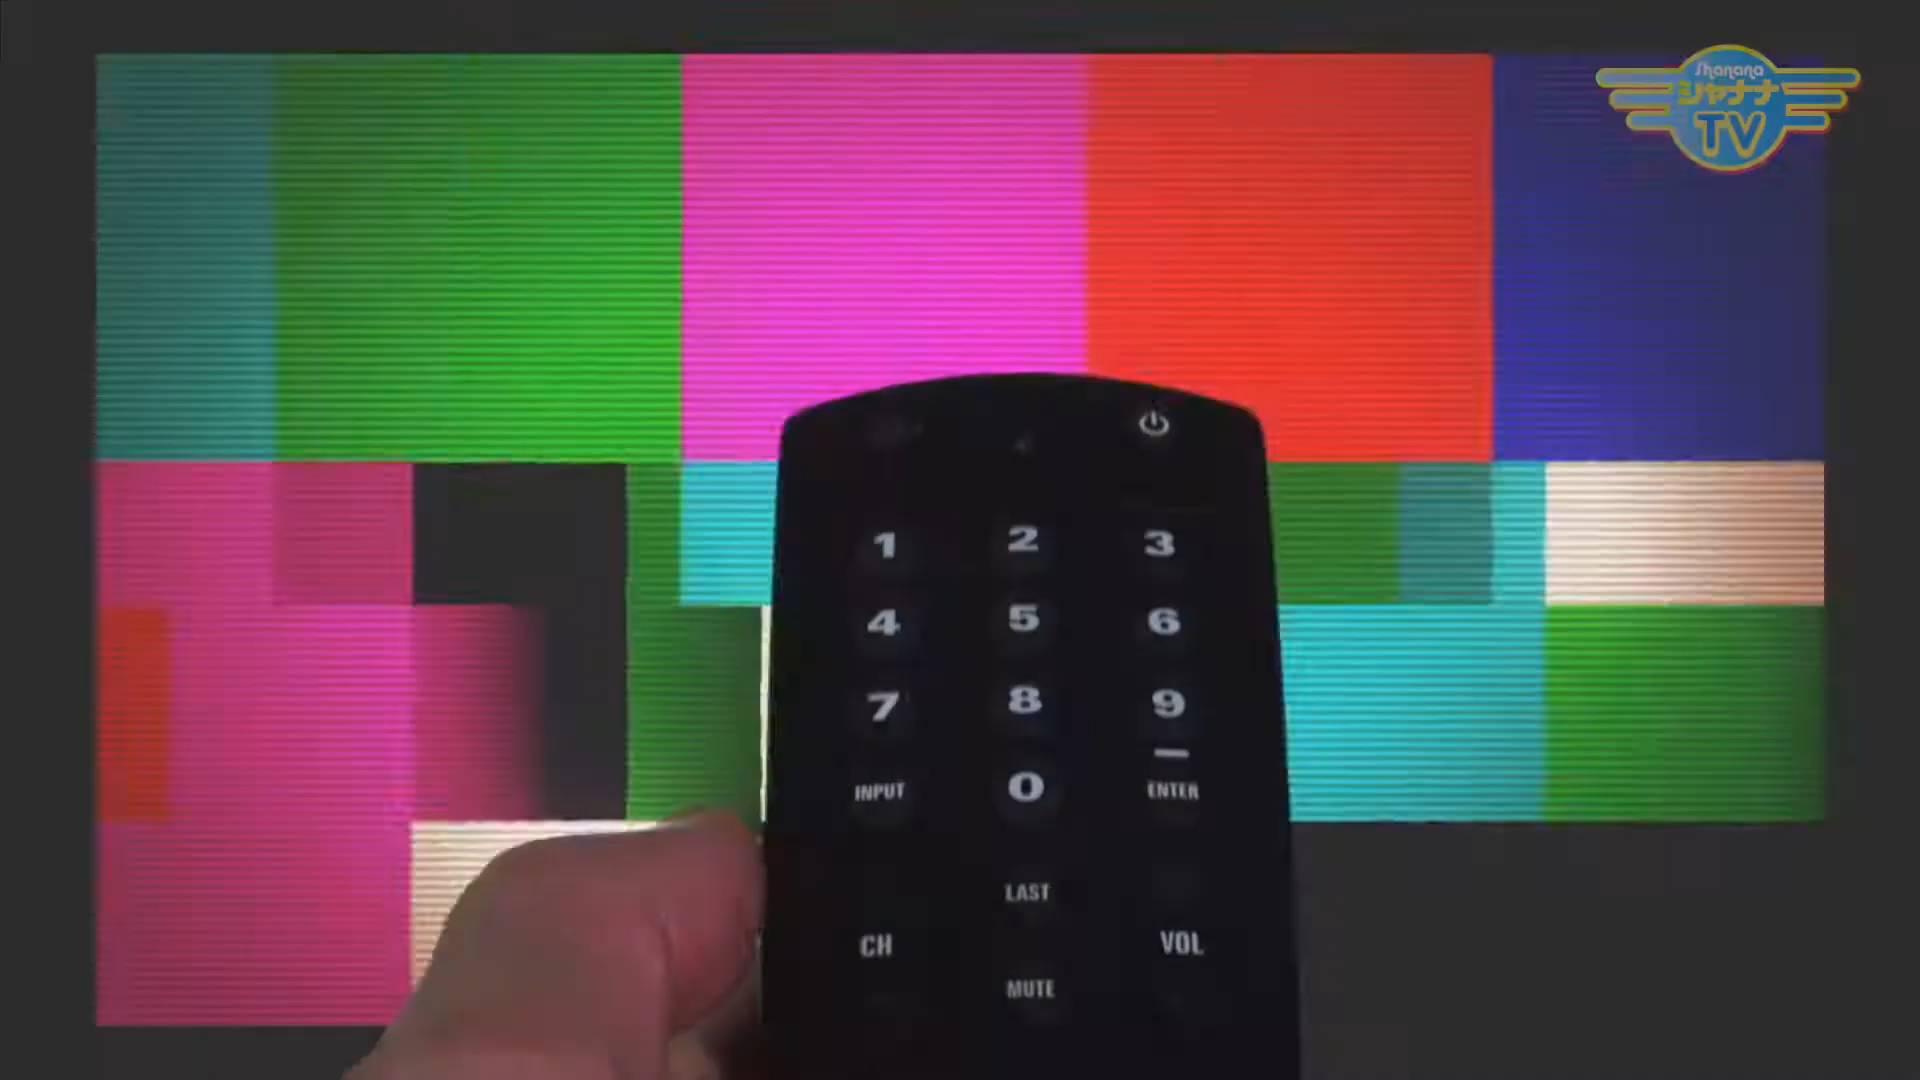 Shanana
シャナナ
TV
1 2 3
4 5 6
7 8 9
INPUT 0 ENTER
LAST
CH VOL
MUTE